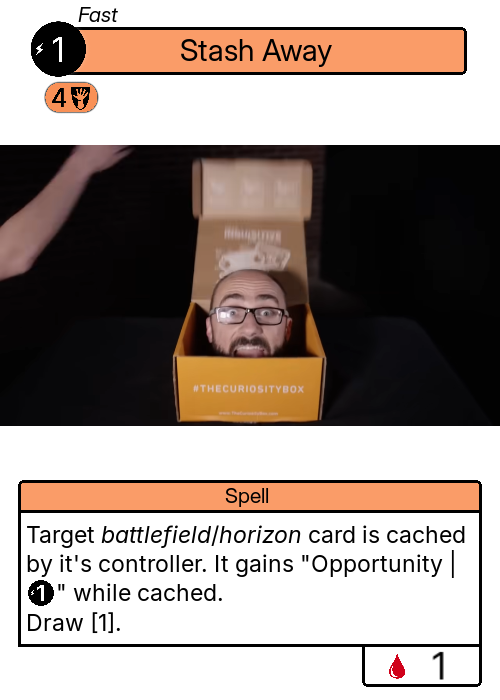 Fast
1
Stash Away
4
INQUISITIVE
#THECURIOSITYBOX
Spell
Target battlefield/horizon card is cached
by it's controller. It gains "Opportunity |
1" while cached.
Draw [1].
1